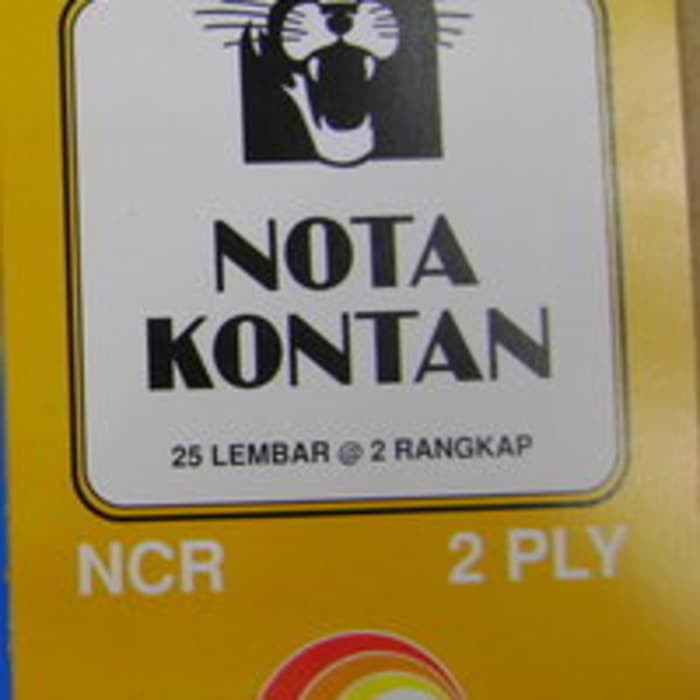 NOTA
KONTAN
25 LEMBAR @ 2 RANGKAP
NCR 2 PLY